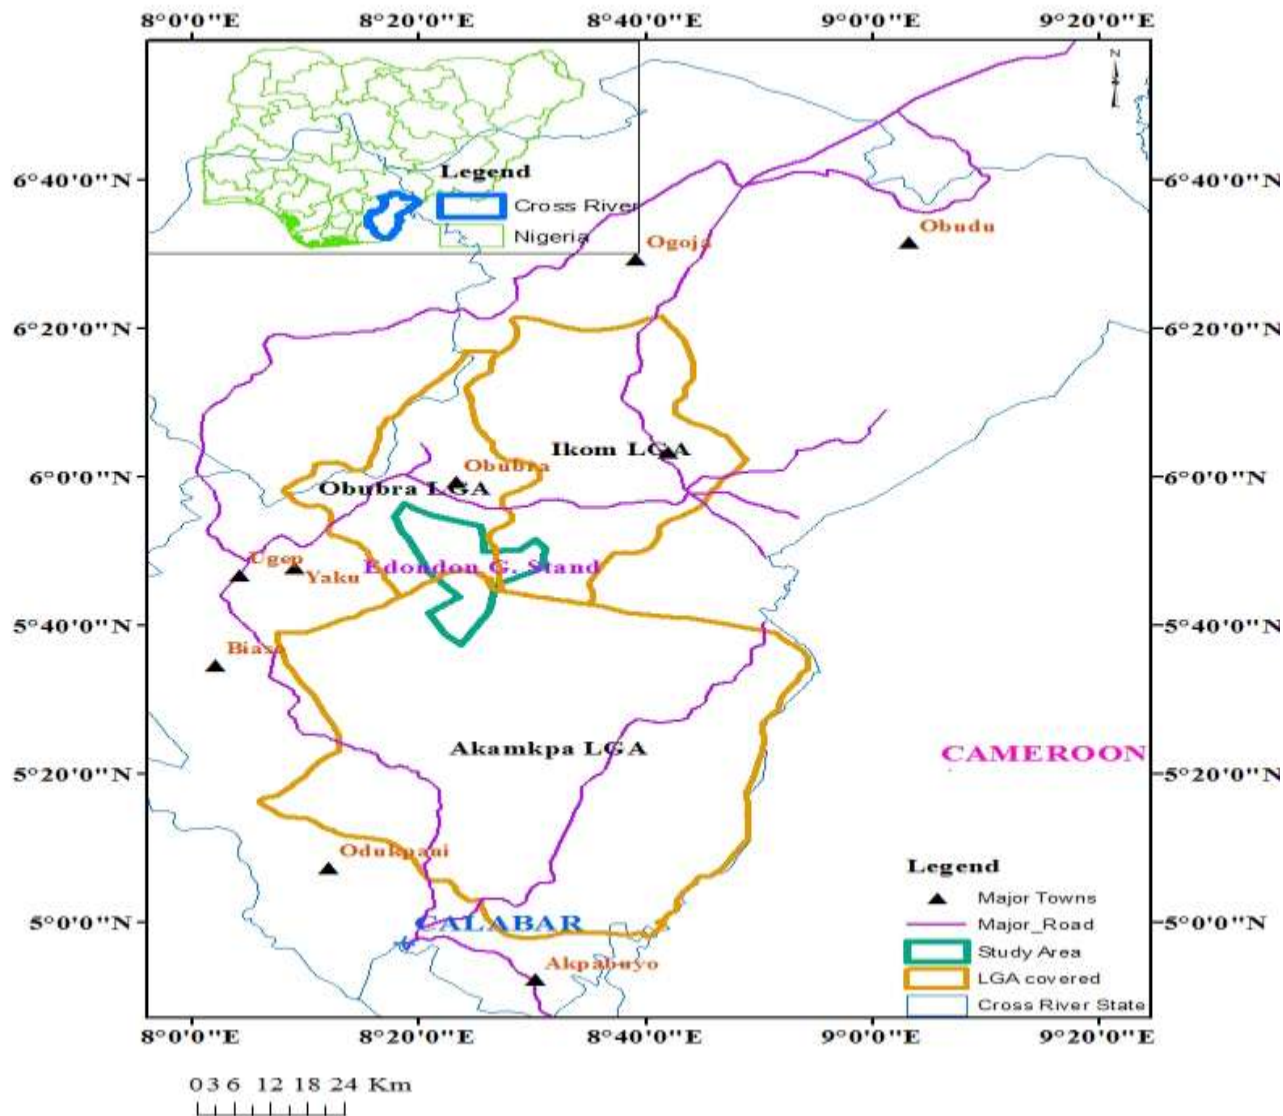 8°0'0"E 8°20'0"E 8°40'0"E 9°0'0"E 9°20'0"E
N
Legend
Cross River
Nigeria
6°40'0"N 6°40'0"N
Obudu
Ogoja
6°20'0"N 6°20'0"N
Ikom LGA
Obubra
6°0'0"N 6°0'0"N
Obubra LGA
Ugep
Edondon G. Stand
Yaku
5°40'0"N 5°40'0"N
Biase
Akamkpa LGA
CAMEROON
5°20'0"N 5°20'0"N
Odukpani
Legend
Major Towns
5°0'0"N 5°0'0"N
CALABAR
Major_Road
Study Area
Akpabuyo
LGA covered
Cross River State
8°0'0"E 8°20'0"E 8°40'0"E 9°0'0"E 9°20'0"E
0 3 6 12 18 24 Km